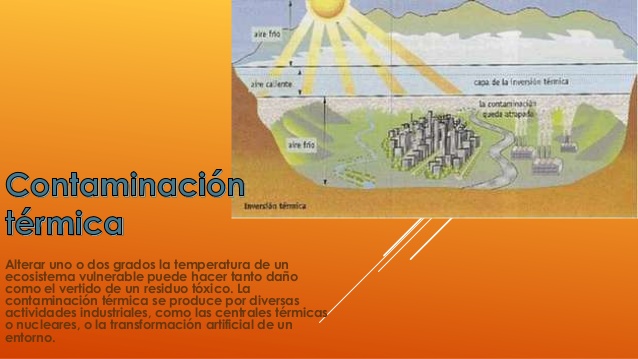 aire frío
aire caliente
capa de la inversión térmica
la contaminación
queda atrapada
aire frío
Inversión térmica
Contaminación
térmica
Alterar uno o dos grados la temperatura de un
ecosistema vulnerable puede hacer tanto daño
como el vertido de un residuo tóxico. La
contaminación térmica se produce por diversas
actividades industriales, como las centrales térmicas
o nucleares, o la transformación artificial de un
entorno.